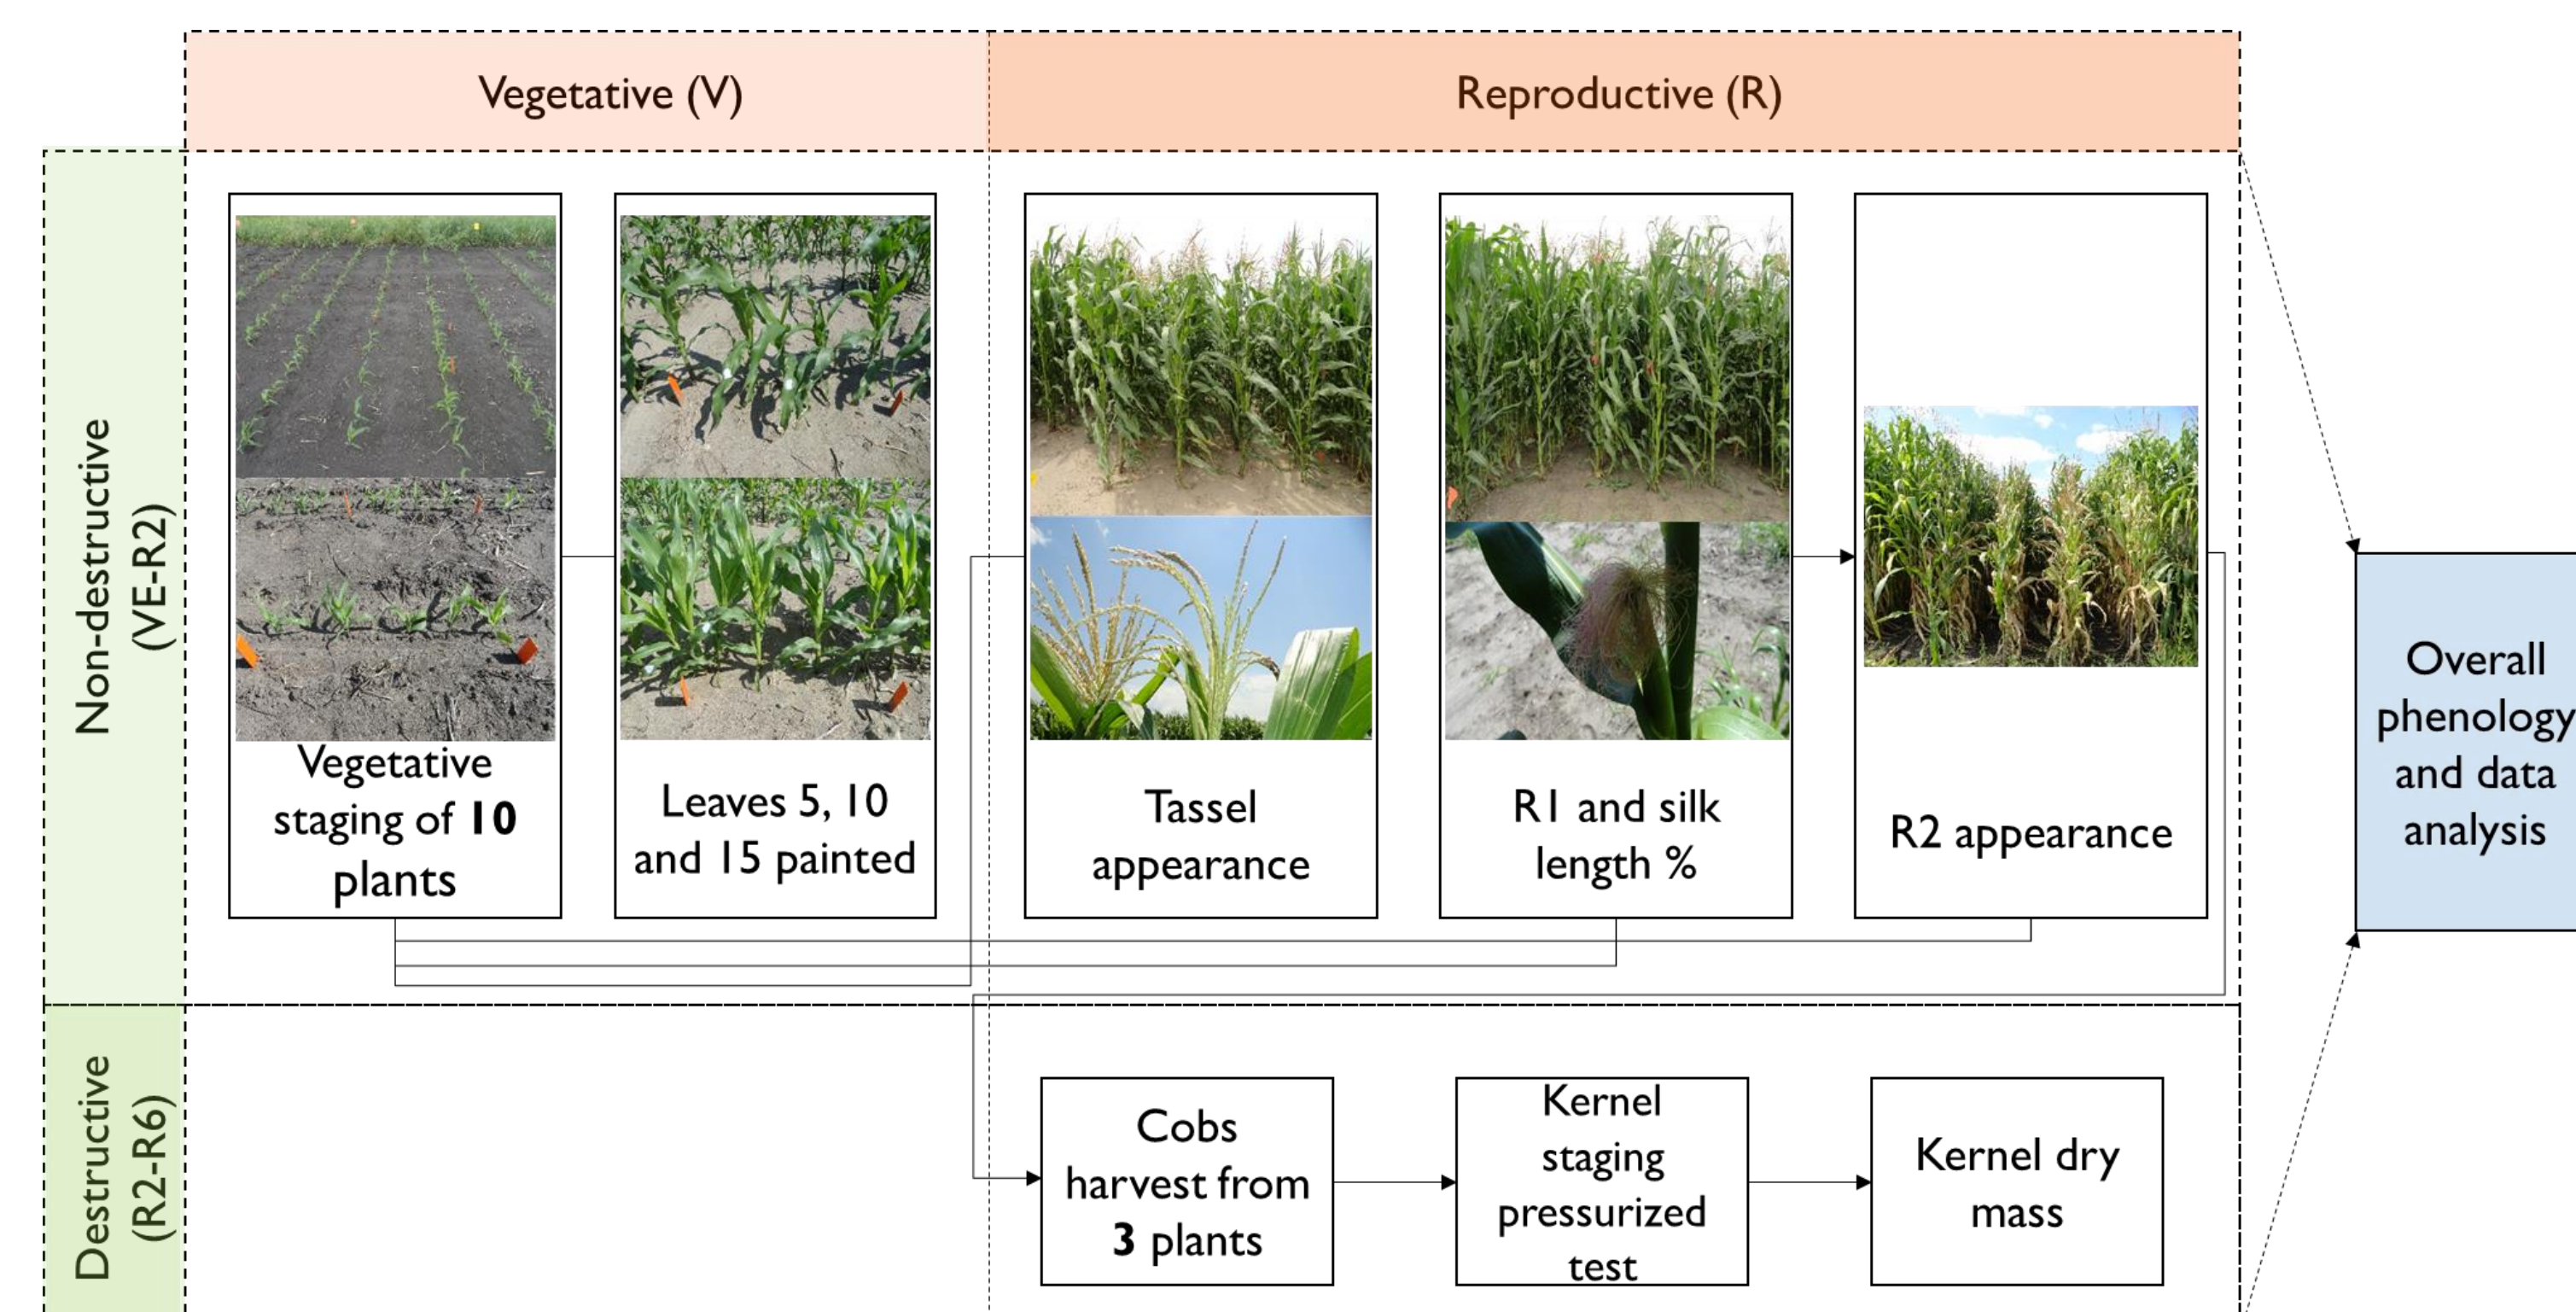 Vegetative (V)
Reproductive (R)
Non-destructive
(VE-R2)
Vegetative
staging of 10
plants
Leaves 5, 10
and 15 painted
Tassel
appearance
R1 and silk
length %
R2 appearance
Overall
phenology
and data
analysis
Destructive
(R2-R6)
Cobs
harvest from
3 plants
Kernel
staging
pressurized
test
Kernel dry
mass